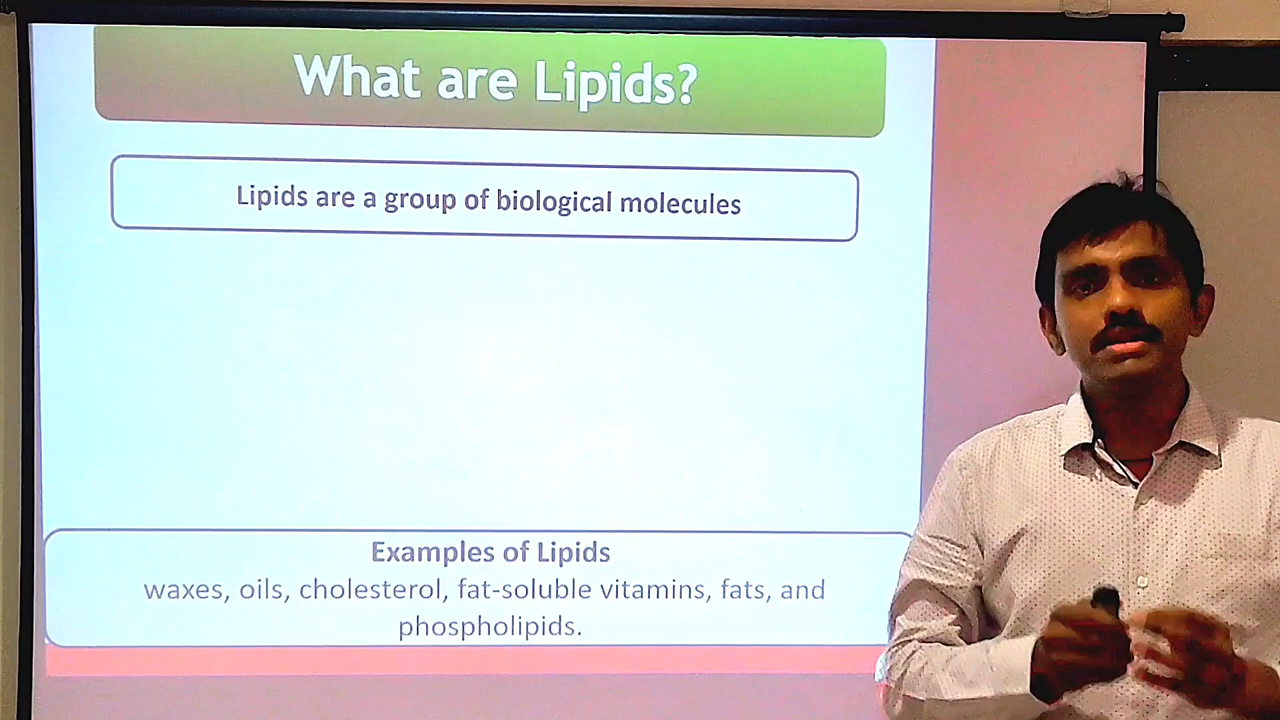 What are Lipids?
Lipids are a group of biological molecules
Examples of Lipids
waxes, oils, cholesterol, fat-soluble vitamins, fats, and
phospholipids.